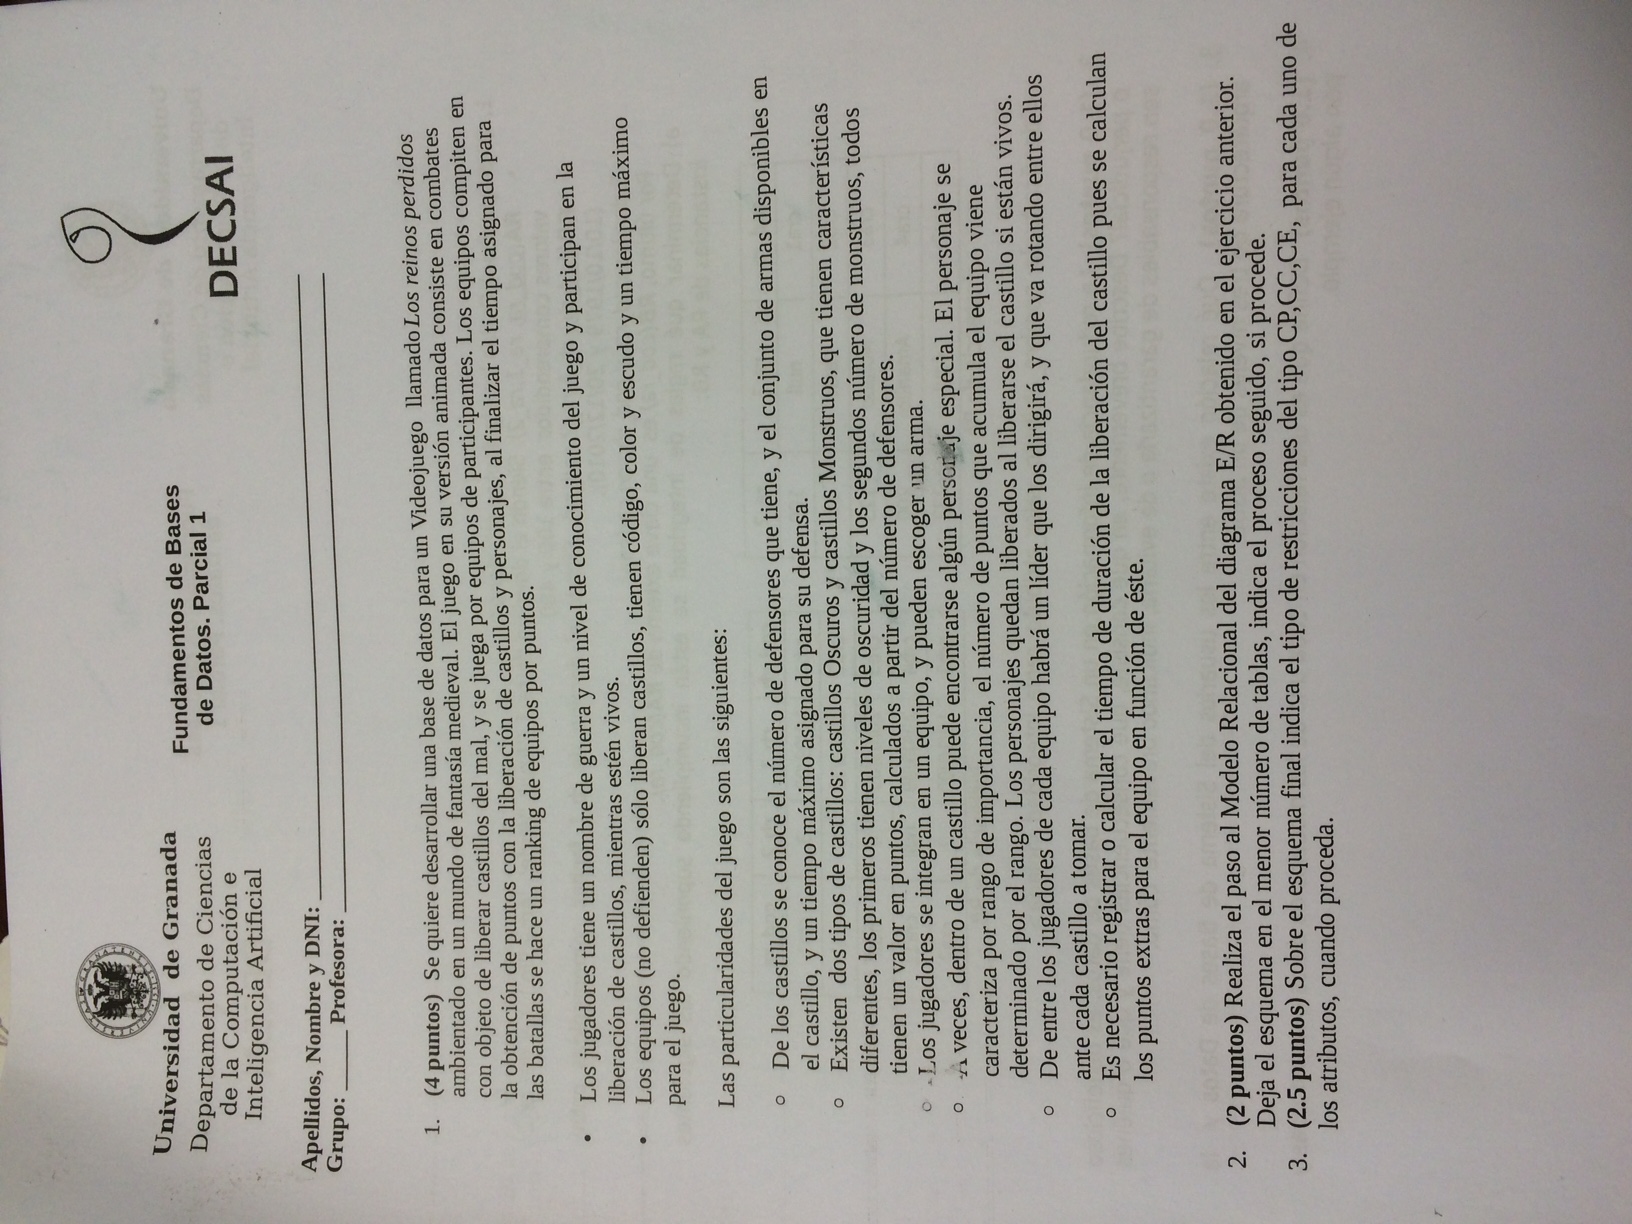 Universidad de Granada
Departamento de Ciencias
de la Computación e
Inteligencia Artificial
Fundamentos de Bases
de Datos. Parcial 1
DECSAI
Apellidos, Nombre y DNI: ____________________
Grupo: _____ Profesora: ____________________
1. (4 puntos) Se quiere desarrollar una base de datos para un Videojuego llamado Los reinos perdidos
ambientado en un mundo de fantasía medieval. El juego en su versión animada consiste en combates
con objeto de liberar castillos del mal, y se juega por equipos de participantes. Los equipos compiten en
la obtención de puntos con la liberación de castillos y personajes, al finalizar el tiempo asignado para
las batallas se hace un ranking de equipos por puntos.
• Los jugadores tiene un nombre de guerra y un nivel de conocimiento del juego y participan en la
liberación de castillos, mientras estén vivos.
• Los equipos (no defienden) sólo liberan castillos, tienen código, color y escudo y un tiempo máximo
para el juego.
Las particularidades del juego son las siguientes:
○ De los castillos se conoce el número de defensores que tiene, y el conjunto de armas disponibles en
el castillo, y un tiempo máximo asignado para su defensa.
○ Existen dos tipos de castillos: castillos Oscuros y castillos Monstruos, que tienen características
diferentes, los primeros tienen niveles de oscuridad y los segundos número de monstruos, todos
tienen un valor en puntos, calculados a partir del número de defensores.
○ Los jugadores se integran en un equipo, y pueden escoger un arma.
○ A veces, dentro de un castillo puede encontrarse algún personaje especial. El personaje se
caracteriza por rango de importancia, el número de puntos que acumula el equipo viene
determinado por el rango. Los personajes quedan liberados al liberarse el castillo si están vivos.
○ De entre los jugadores de cada equipo habrá un líder que los dirigirá, y que va rotando entre ellos
ante cada castillo a tomar.
○ Es necesario registrar o calcular el tiempo de duración de la liberación del castillo pues se calculan
los puntos extras para el equipo en función de éste.
2. (2 puntos) Realiza el paso al Modelo Relacional del diagrama E/R obtenido en el ejercicio anterior.
Deja el esquema en el menor número de tablas, indica el proceso seguido, si procede.
3. (2.5 puntos) Sobre el esquema final indica el tipo de restricciones del tipo CP,CC,CE, para cada uno de
los atributos, cuando proceda.